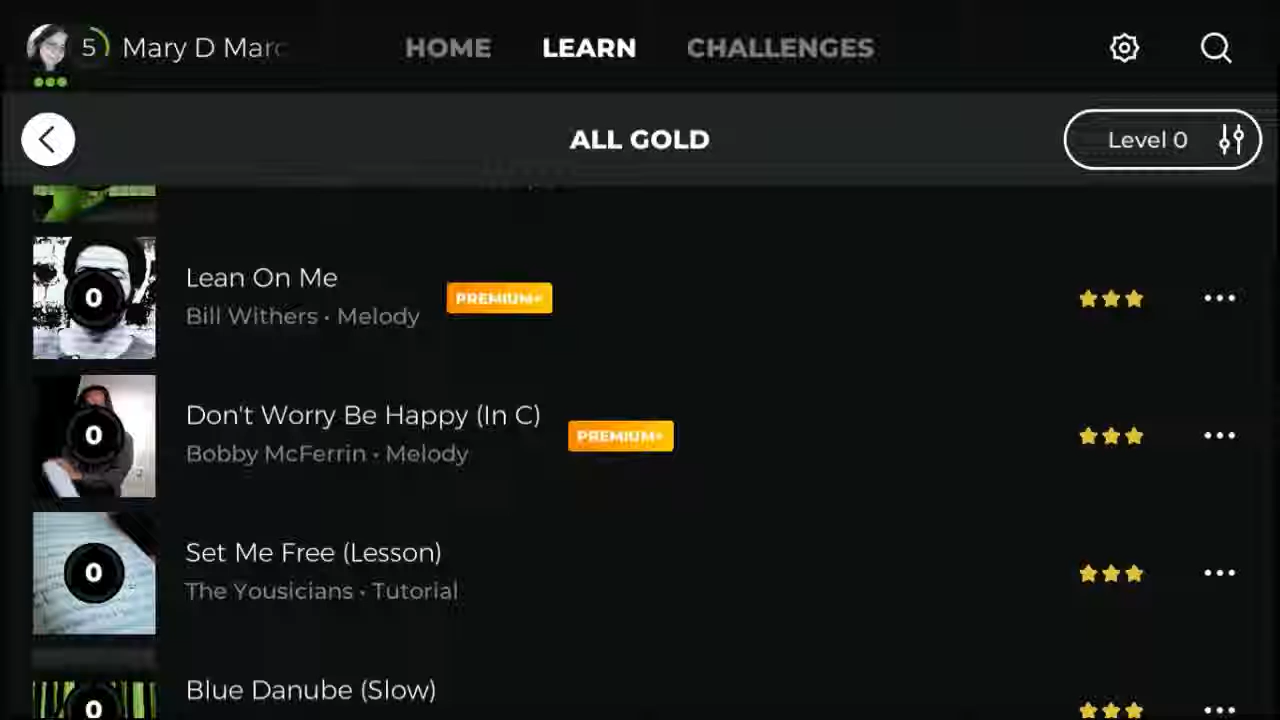 5 Mary D Marc HOME LEARN CHALLENGES
ALL GOLD Level 0
0 Lean On Me
Bill Withers • Melody PREMIUM+
0 Don't Worry Be Happy (In C)
Bobby McFerrin • Melody PREMIUM+
0 Set Me Free (Lesson)
The Yousicians • Tutorial
0 Blue Danube (Slow)